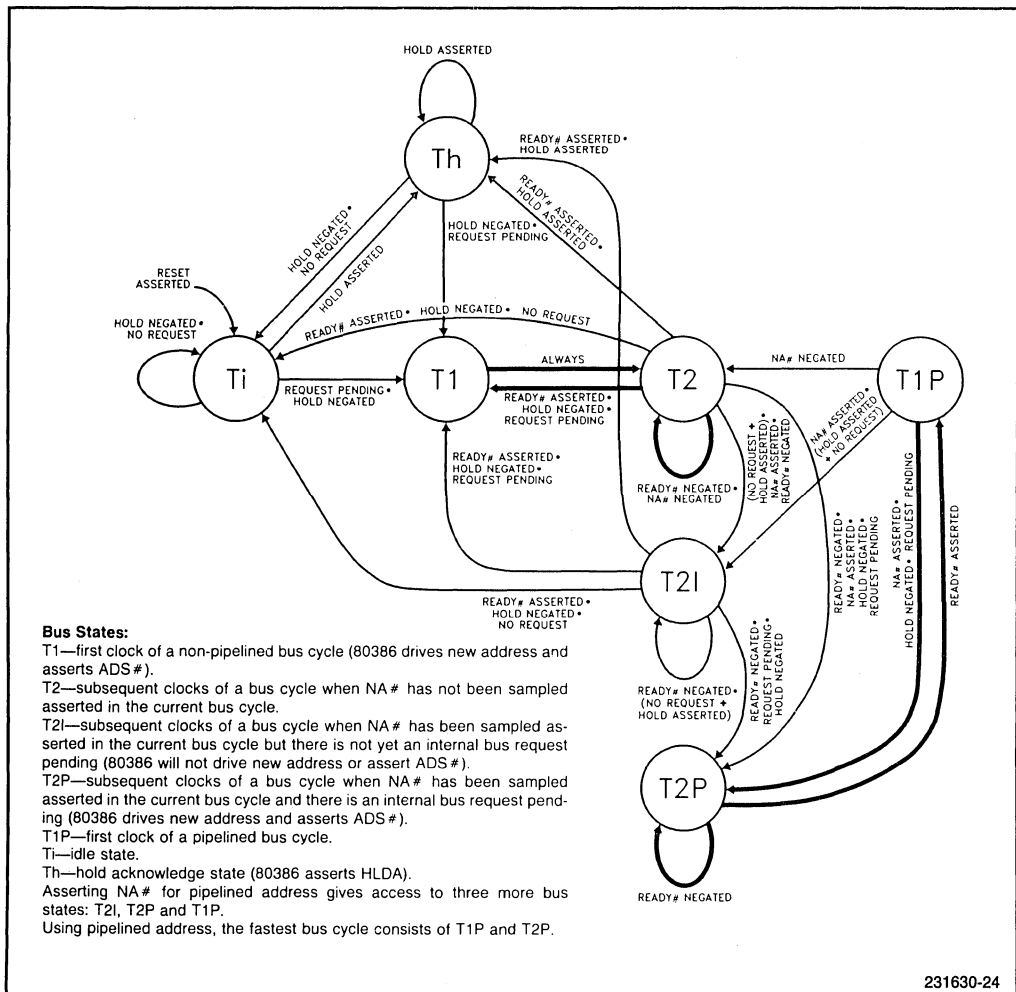 HOLD ASSERTED
Th
READY# ASSERTED•
HOLD ASSERTED
READY# ASSERTED•
HOLD ASSERTED
HOLD NEGATED•
NO REQUEST
HOLD ASSERTED
HOLD NEGATED•
REQUEST PENDING
RESET
ASSERTED
HOLD NEGATED•
NO REQUEST
READY# ASSERTED• HOLD NEGATED• NO REQUEST
Ti
REQUEST PENDING•
HOLD NEGATED
T1
ALWAYS
READY# ASSERTED•
HOLD NEGATED•
REQUEST PENDING
T2
NA# NEGATED
T1P
READY# NEGATED•
NA# NEGATED
(NO REQUEST +
HOLD ASSERTED)•
NA# ASSERTED•
READY# NEGATED
NA# ASSERTED•
(HOLD ASSERTED
+ NO REQUEST)
READY# ASSERTED•
HOLD NEGATED•
REQUEST PENDING
READY# NEGATED•
NA# ASSERTED•
HOLD NEGATED•
REQUEST PENDING
NA# ASSERTED•
HOLD NEGATED• REQUEST PENDING
READY# ASSERTED
T2I
READY# ASSERTED•
HOLD NEGATED•
NO REQUEST
READY# NEGATED•
(NO REQUEST +
HOLD ASSERTED)
READY# NEGATED•
REQUEST PENDING•
HOLD NEGATED
T2P
READY# NEGATED
Bus States:
T1—first clock of a non-pipelined bus cycle (80386 drives new address and
asserts ADS#).
T2—subsequent clocks of a bus cycle when NA# has not been sampled
asserted in the current bus cycle.
T2I—subsequent clocks of a bus cycle when NA# has been sampled as-
serted in the current bus cycle but there is not yet an internal bus request
pending (80386 will not drive new address or assert ADS#).
T2P—subsequent clocks of a bus cycle when NA# has been sampled
asserted in the current bus cycle and there is an internal bus request pend-
ing (80386 drives new address and asserts ADS#).
T1P—first clock of a pipelined bus cycle.
Ti—idle state.
Th—hold acknowledge state (80386 asserts HLDA).
Asserting NA# for pipelined address gives access to three more bus
states: T2I, T2P and T1P.
Using pipelined address, the fastest bus cycle consists of T1P and T2P.
231630-24